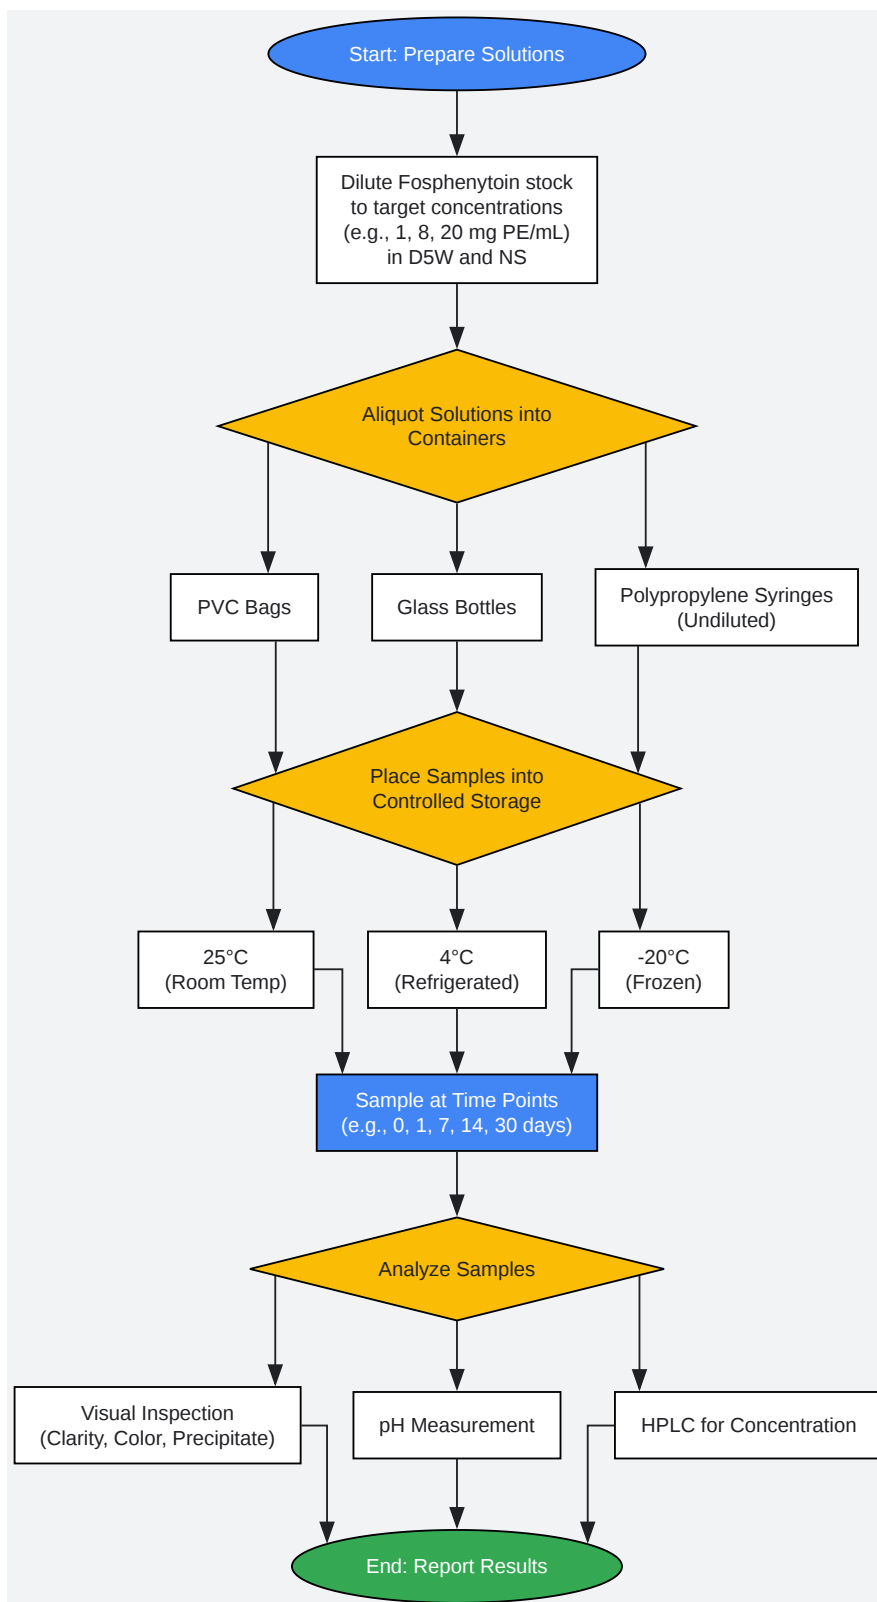 Start: Prepare Solutions
Dilute Fosphenytoin stock
to target concentrations
(e.g., 1, 8, 20 mg PE/mL)
in D5W and NS
Aliquot Solutions into
Containers
PVC Bags
Glass Bottles
Polypropylene Syringes
(Undiluted)
Place Samples into
Controlled Storage
25°C
(Room Temp)
4°C
(Refrigerated)
-20°C
(Frozen)
Sample at Time Points
(e.g., 0, 1, 7, 14, 30 days)
Analyze Samples
Visual Inspection
(Clarity, Color, Precipitate)
pH Measurement
HPLC for Concentration
End: Report Results